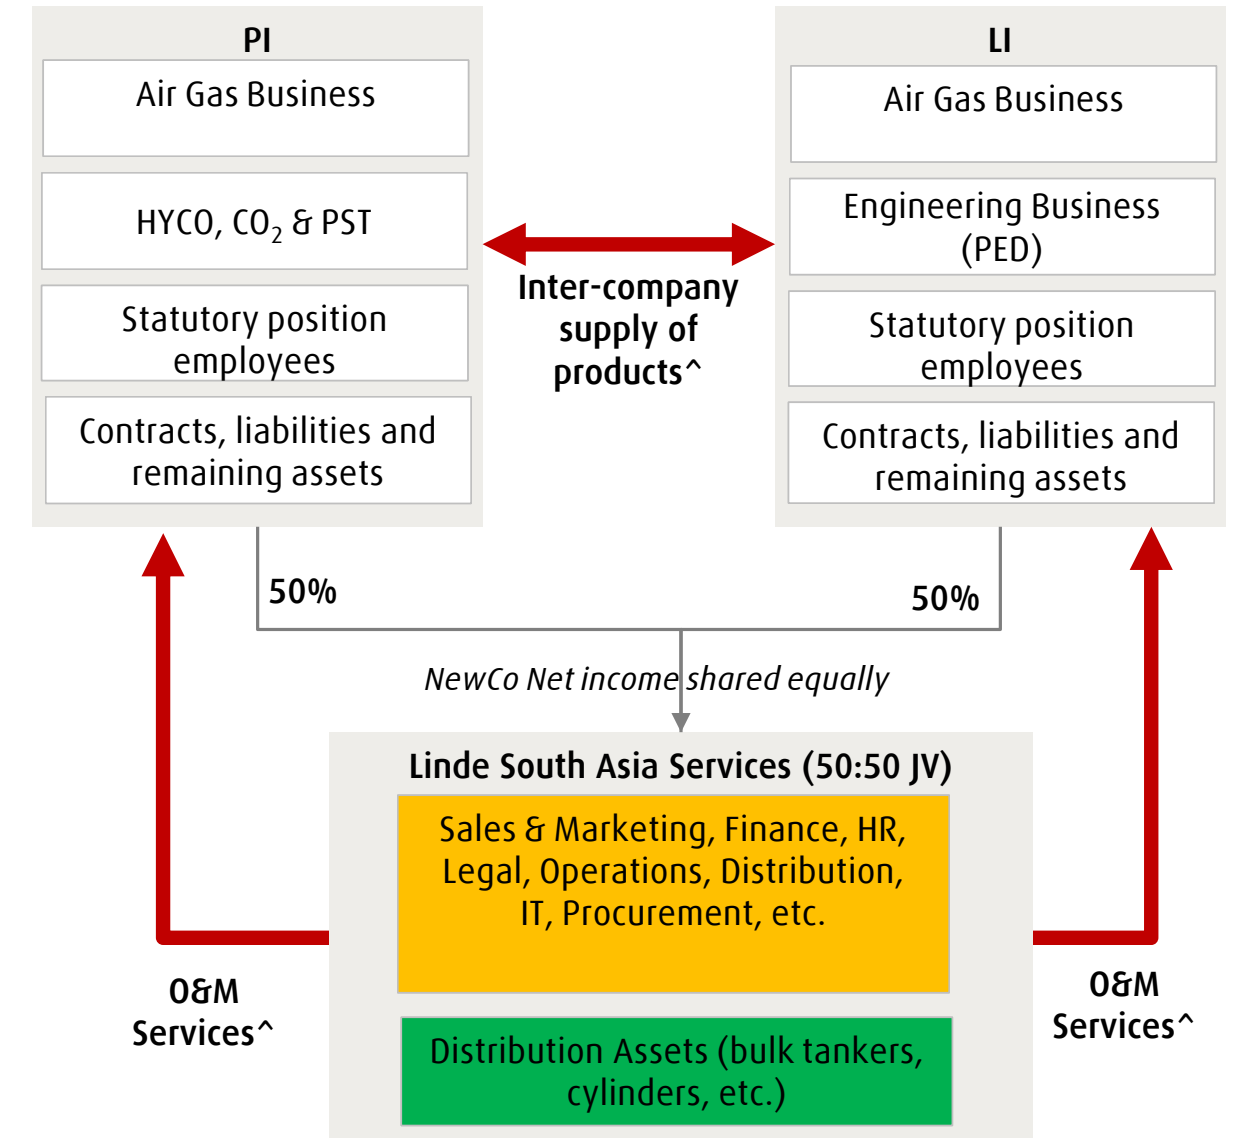 PI
Air Gas Business
HYCO, CO₂ & PST
Statutory position
employees
Contracts, liabilities and
remaining assets
Inter-company
supply of
products^
LI
Air Gas Business
Engineering Business
(PED)
Statutory position
employees
Contracts, liabilities and
remaining assets
50%
50%
NewCo Net income shared equally
Linde South Asia Services (50:50 JV)
Sales & Marketing, Finance, HR,
Legal, Operations, Distribution,
IT, Procurement, etc.
O&M
Services^
O&M
Services^
Distribution Assets (bulk tankers,
cylinders, etc.)